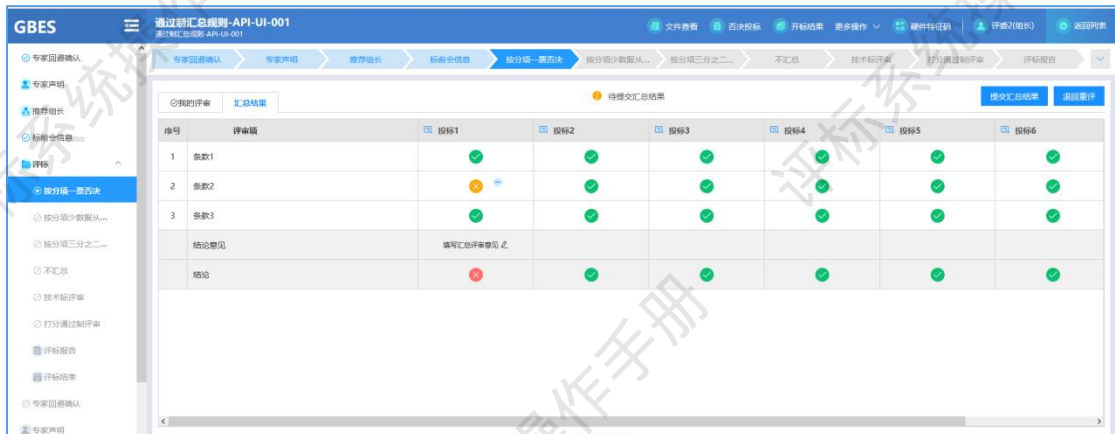 GBES
通过制汇总规则-API-UI-001
通过制汇总规则-API-UI-001
文件查看 否决投标 开标结果 更多操作 硬件特征码 评委Z(组长) 返回列表
专家回避确认
专家声明
推荐组长
标前会信息
评标
按分项一票否决
按分项少数服从...
按分项三分之二...
不汇总
技术标评审
打分通过制评审
评标报告
评标结果
专家回避确认
专家声明
专家回避确认 专家声明 推荐组长 标前会信息 按分项一票否决 按分项少数服从... 按分项三分之二... 不汇总 技术标评审 打分通过制评审 评标报告
我的评审 汇总结果 待提交汇总结果 提交汇总结果 退回重评
序号 评审项 投标1 投标2 投标3 投标4 投标5 投标6
1 条款1
2 条款2
3 条款3
结论意见 填写汇总评审意见
结论
评标系统操作手册